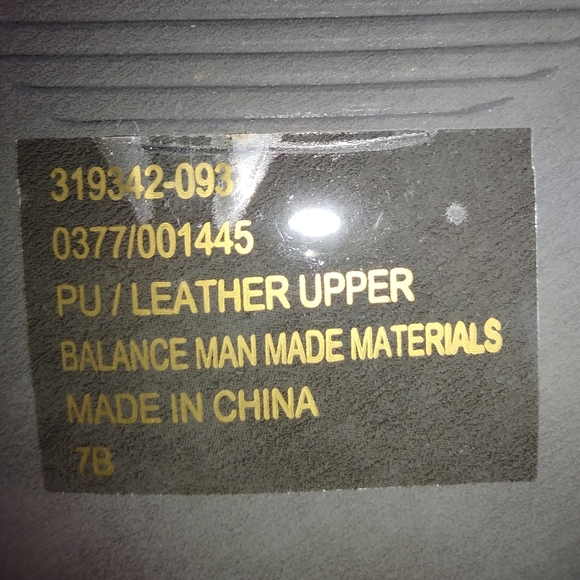 319342-093
0377/001445
PU / LEATHER UPPER
BALANCE MAN MADE MATERIALS
MADE IN CHINA
7B